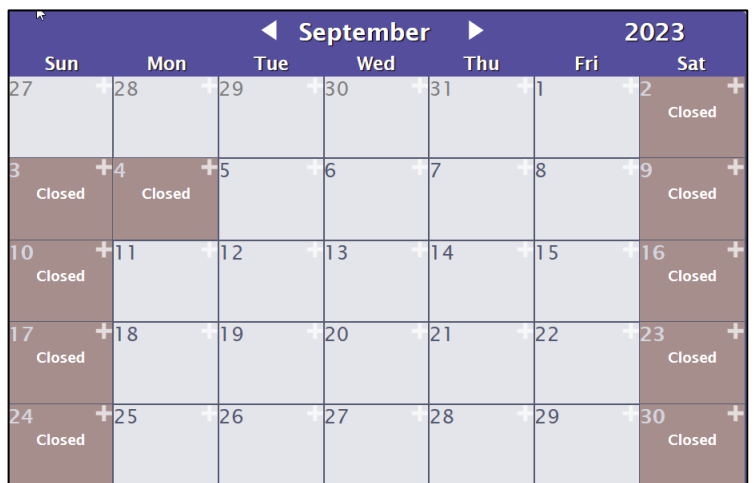 September 2023
Sun Mon Tue Wed Thu Fri Sat
27 28 29 30 31 1 2
Closed
3 4 5 6 7 8 9
Closed Closed Closed
10 11 12 13 14 15 16
Closed Closed
17 18 19 20 21 22 23
Closed Closed
24 25 26 27 28 29 30
Closed Closed